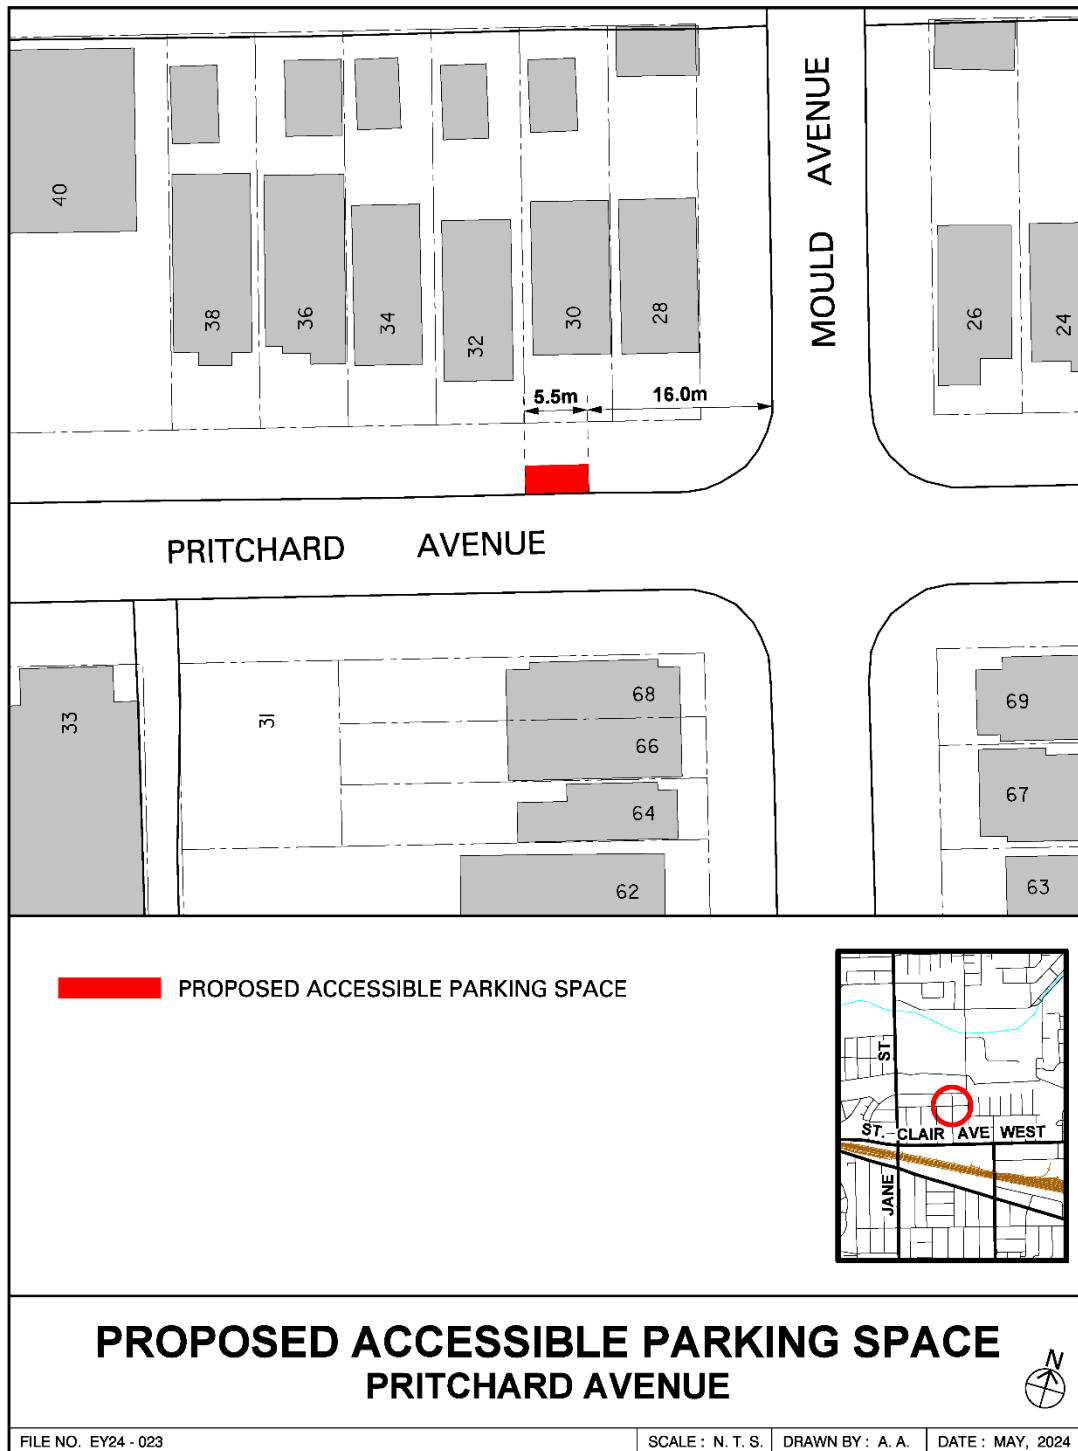 MOULD AVENUE
40
38
36
34
32
30
28
26
24
5.5m
16.0m
PRITCHARD AVENUE
33
31
68
66
64
62
69
67
63
PROPOSED ACCESSIBLE PARKING SPACE
ST
ST. CLAIR AVE WEST
JANE
PROPOSED ACCESSIBLE PARKING SPACE
PRITCHARD AVENUE
N
FILE NO. EY24 - 023
SCALE : N. T. S.
DRAWN BY : A. A.
DATE : MAY, 2024